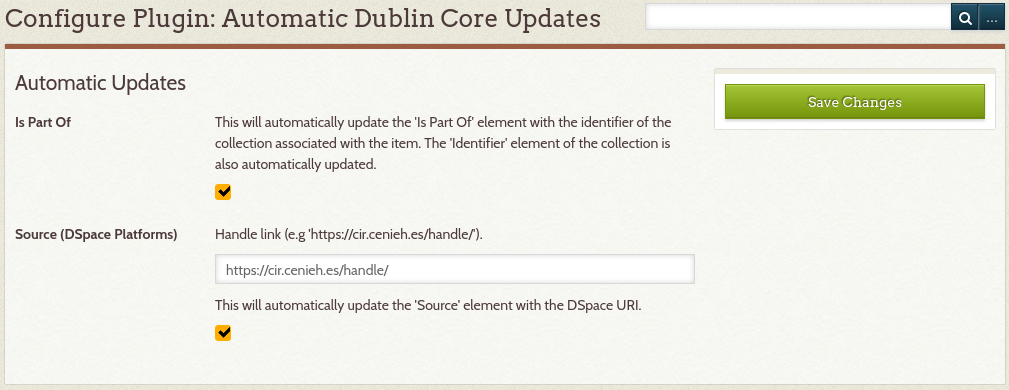 Configure Plugin: Automatic Dublin Core Updates
...
Automatic Updates
Save Changes
Is Part Of
This will automatically update the 'Is Part Of' element with the identifier of the
collection associated with the item. The 'Identifier' element of the collection is
also automatically updated.
Source (DSpace Platforms)
Handle link (e.g 'https://cir.cenieh.es/handle/').
https://cir.cenieh.es/handle/
This will automatically update the 'Source' element with the DSpace URI.